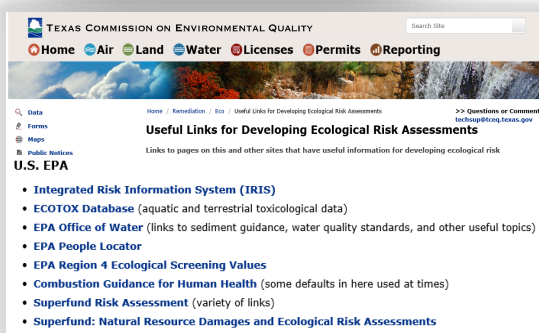 TEXAS COMMISSION ON ENVIRONMENTAL QUALITY
Search Site
Home Air Land Water Licenses Permits Reporting
Data
Forms
Maps
Public Notices
Home / Remediation / Eco / Useful Links for Developing Ecological Risk Assessments
>> Questions or Comment
techsup@tceq.texas.gov
Useful Links for Developing Ecological Risk Assessments
Links to pages on this and other sites that have useful information for developing ecological risk
U.S. EPA
• Integrated Risk Information System (IRIS)
• ECOTOX Database (aquatic and terrestrial toxicological data)
• EPA Office of Water (links to sediment guidance, water quality standards, and other useful topics)
• EPA People Locator
• EPA Region 4 Ecological Screening Values
• Combustion Guidance for Human Health (some defaults in here used at times)
• Superfund Risk Assessment (variety of links)
• Superfund: Natural Resource Damages and Ecological Risk Assessments